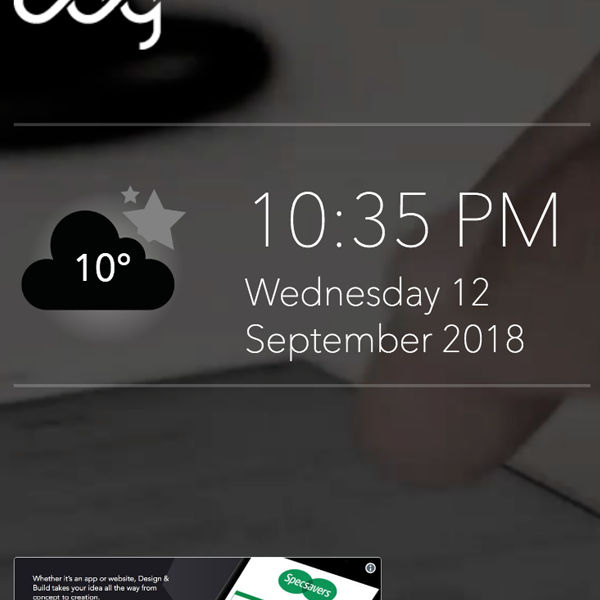 10:35 PM
10°
Wednesday 12
September 2018
Whether it's an app or website, Design &
Build takes your idea all the way from
concept to creation.
Specsavers